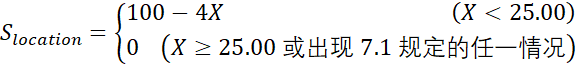 S_location = { 100 − 4X (X < 25.00)
0 (X ≥ 25.00 或出现 7.1 规定的任一情况)